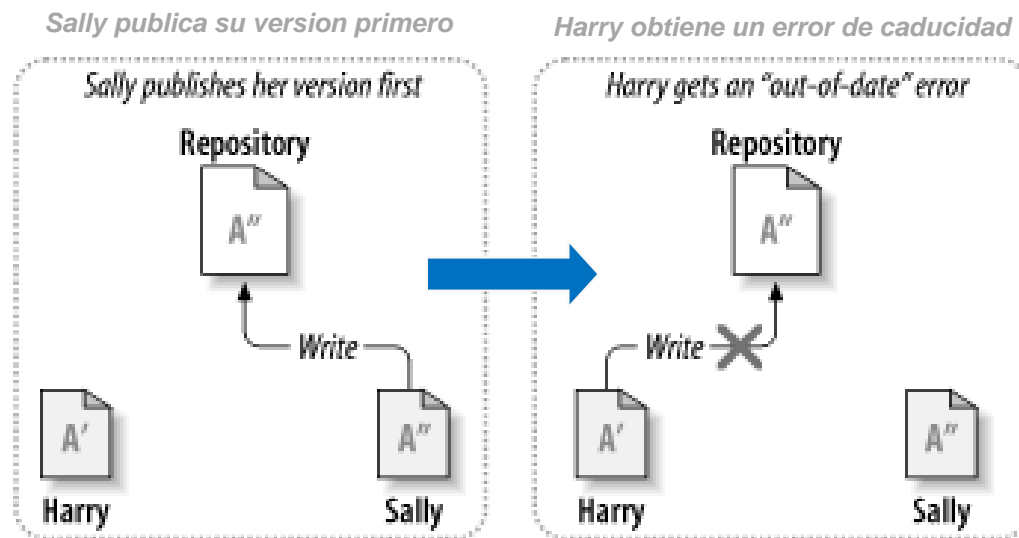 Sally publica su version primero
Harry obtiene un error de caducidad
Sally publishes her version first
Repository
A"
Write
A'
A"
Harry
Sally
Harry gets an "out-of-date" error
Repository
A"
Write
A'
A"
Harry
Sally